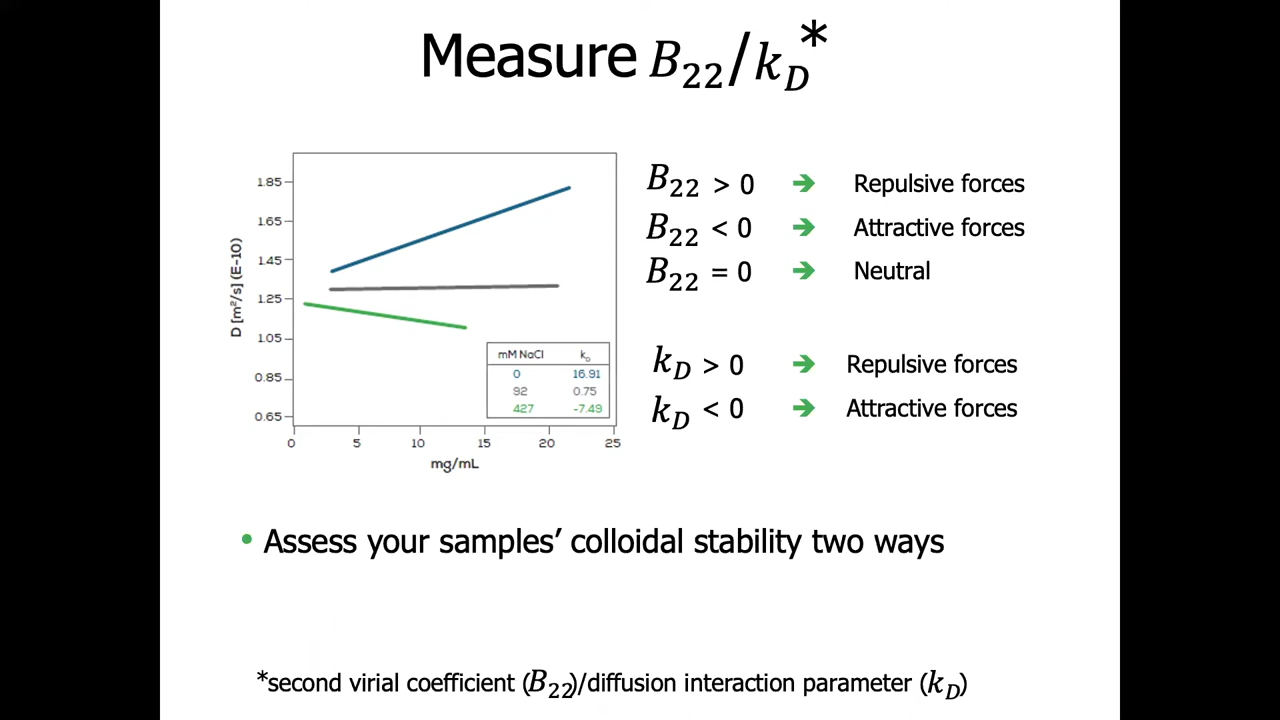 Measure B₂₂/k_D*
1.85
1.65
1.45
1.25
1.05
0.85
0.65
D [m²/s] (E-10)
0 5 10 15 20 25
mg/mL
mM NaCl k_D
0 16.91
92 0.75
427 -7.49
B₂₂ > 0 ➔ Repulsive forces
B₂₂ < 0 ➔ Attractive forces
B₂₂ = 0 ➔ Neutral
k_D > 0 ➔ Repulsive forces
k_D < 0 ➔ Attractive forces
• Assess your samples’ colloidal stability two ways
*second virial coefficient (B₂₂)/diffusion interaction parameter (k_D)